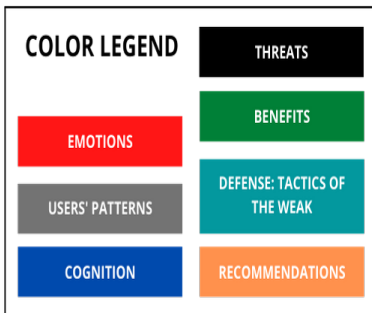 COLOR LEGEND
EMOTIONS
USERS' PATTERNS
COGNITION
THREATS
BENEFITS
DEFENSE: TACTICS OF
THE WEAK
RECOMMENDATIONS